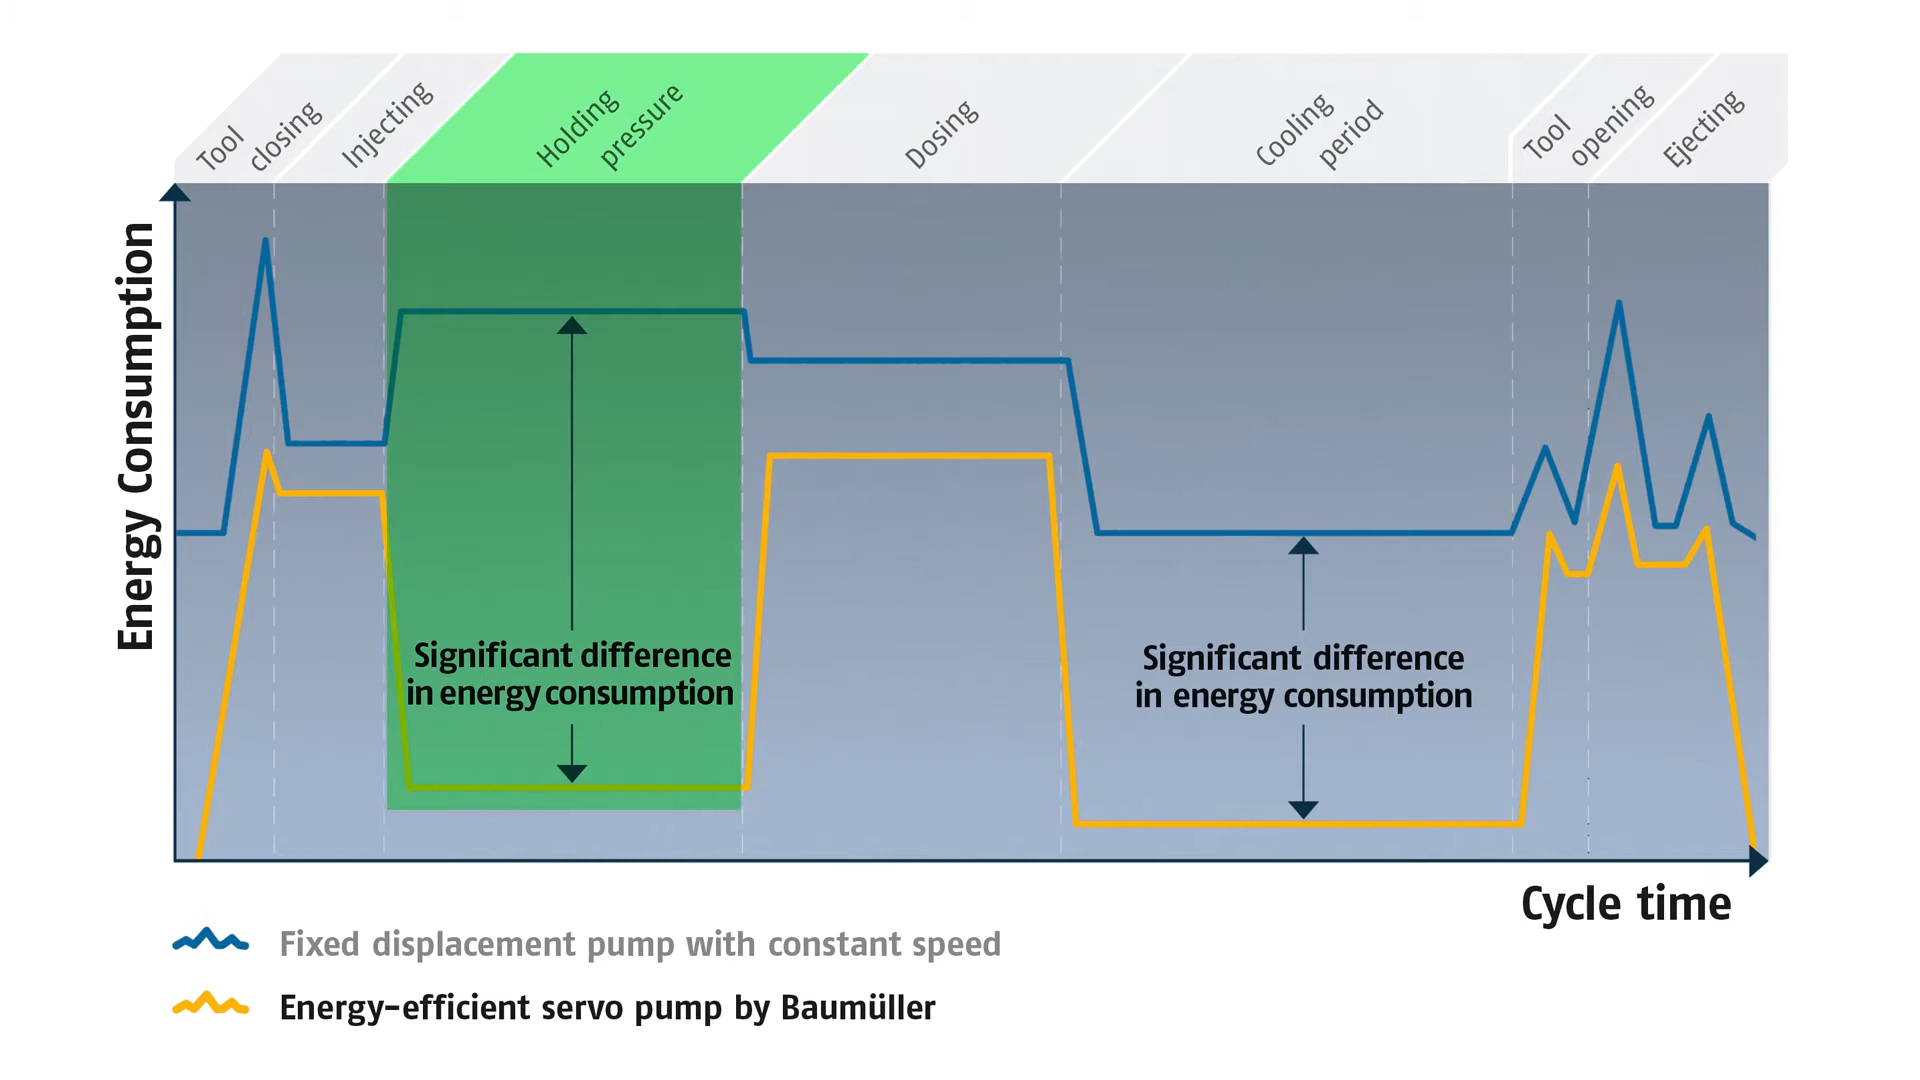 Tool
closing
Injecting
Holding
pressure
Dosing
Cooling
period
Tool
opening
Ejecting
Energy Consumption
Significant difference
in energy consumption
Significant difference
in energy consumption
Cycle time
Fixed displacement pump with constant speed
Energy-efficient servo pump by Baumüller